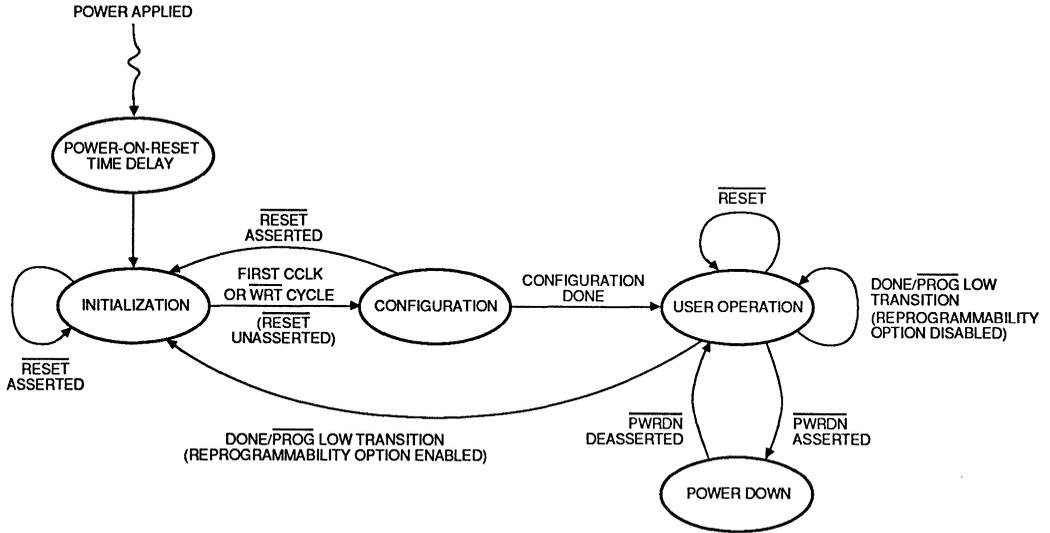 POWER APPLIED
POWER-ON-RESET
TIME DELAY
RESET
ASSERTED
INITIALIZATION
FIRST CCLK
OR WRT CYCLE
(RESET
UNASSERTED)
RESET
ASSERTED
CONFIGURATION
CONFIGURATION
DONE
RESET
USER OPERATION
DONE/PROG LOW
TRANSITION
(REPROGRAMMABILITY
OPTION DISABLED)
DONE/PROG LOW TRANSITION
(REPROGRAMMABILITY OPTION ENABLED)
PWRDN
DEASSERTED
PWRDN
ASSERTED
POWER DOWN